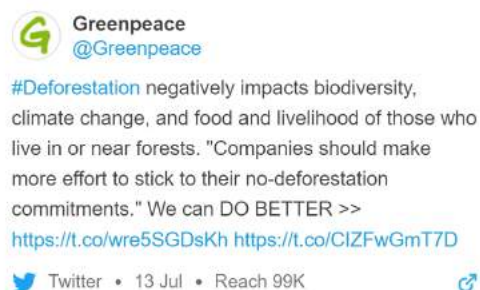 Greenpeace
@Greenpeace
#Deforestation negatively impacts biodiversity,
climate change, and food and livelihood of those who
live in or near forests. "Companies should make
more effort to stick to their no-deforestation
commitments." We can DO BETTER >>
https://t.co/wre5SGDsKh https://t.co/CIZFwGmT7D
Twitter • 13 Jul • Reach 99K